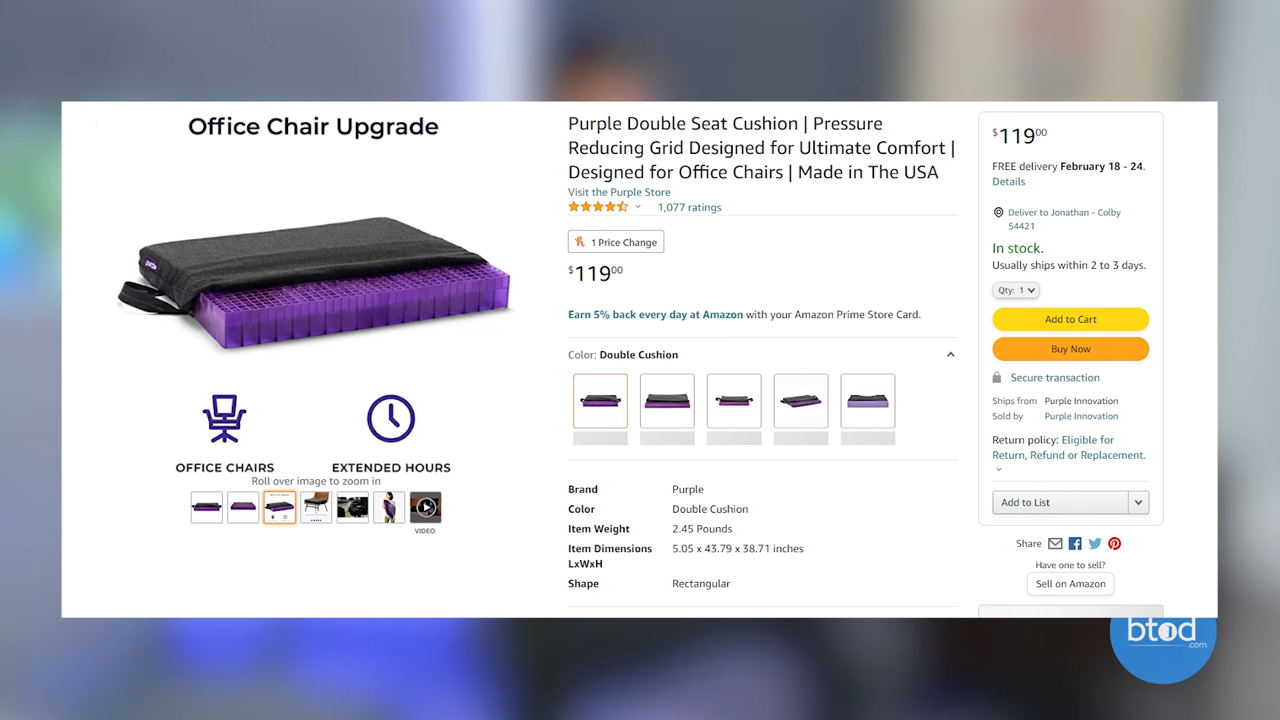 Office Chair Upgrade
purple
OFFICE CHAIRS
EXTENDED HOURS
Roll over image to zoom in
VIDEO
Purple Double Seat Cushion | Pressure
Reducing Grid Designed for Ultimate Comfort |
Designed for Office Chairs | Made in The USA
Visit the Purple Store
1,077 ratings
1 Price Change
$11900
Earn 5% back every day at Amazon with your Amazon Prime Store Card.
Color: Double Cushion
Brand Purple
Color Double Cushion
Item Weight 2.45 Pounds
Item Dimensions 5.05 x 43.79 x 38.71 inches
LxWxH
Shape Rectangular
$11900
FREE delivery February 18 - 24.
Details
Deliver to Jonathan - Colby
54421
In stock.
Usually ships within 2 to 3 days.
Qty: 1
Add to Cart
Buy Now
Secure transaction
Ships from Purple Innovation
Sold by Purple Innovation
Return policy: Eligible for
Return, Refund or Replacement.
Add to List
Share
Have one to sell?
Sell on Amazon
btod
.com